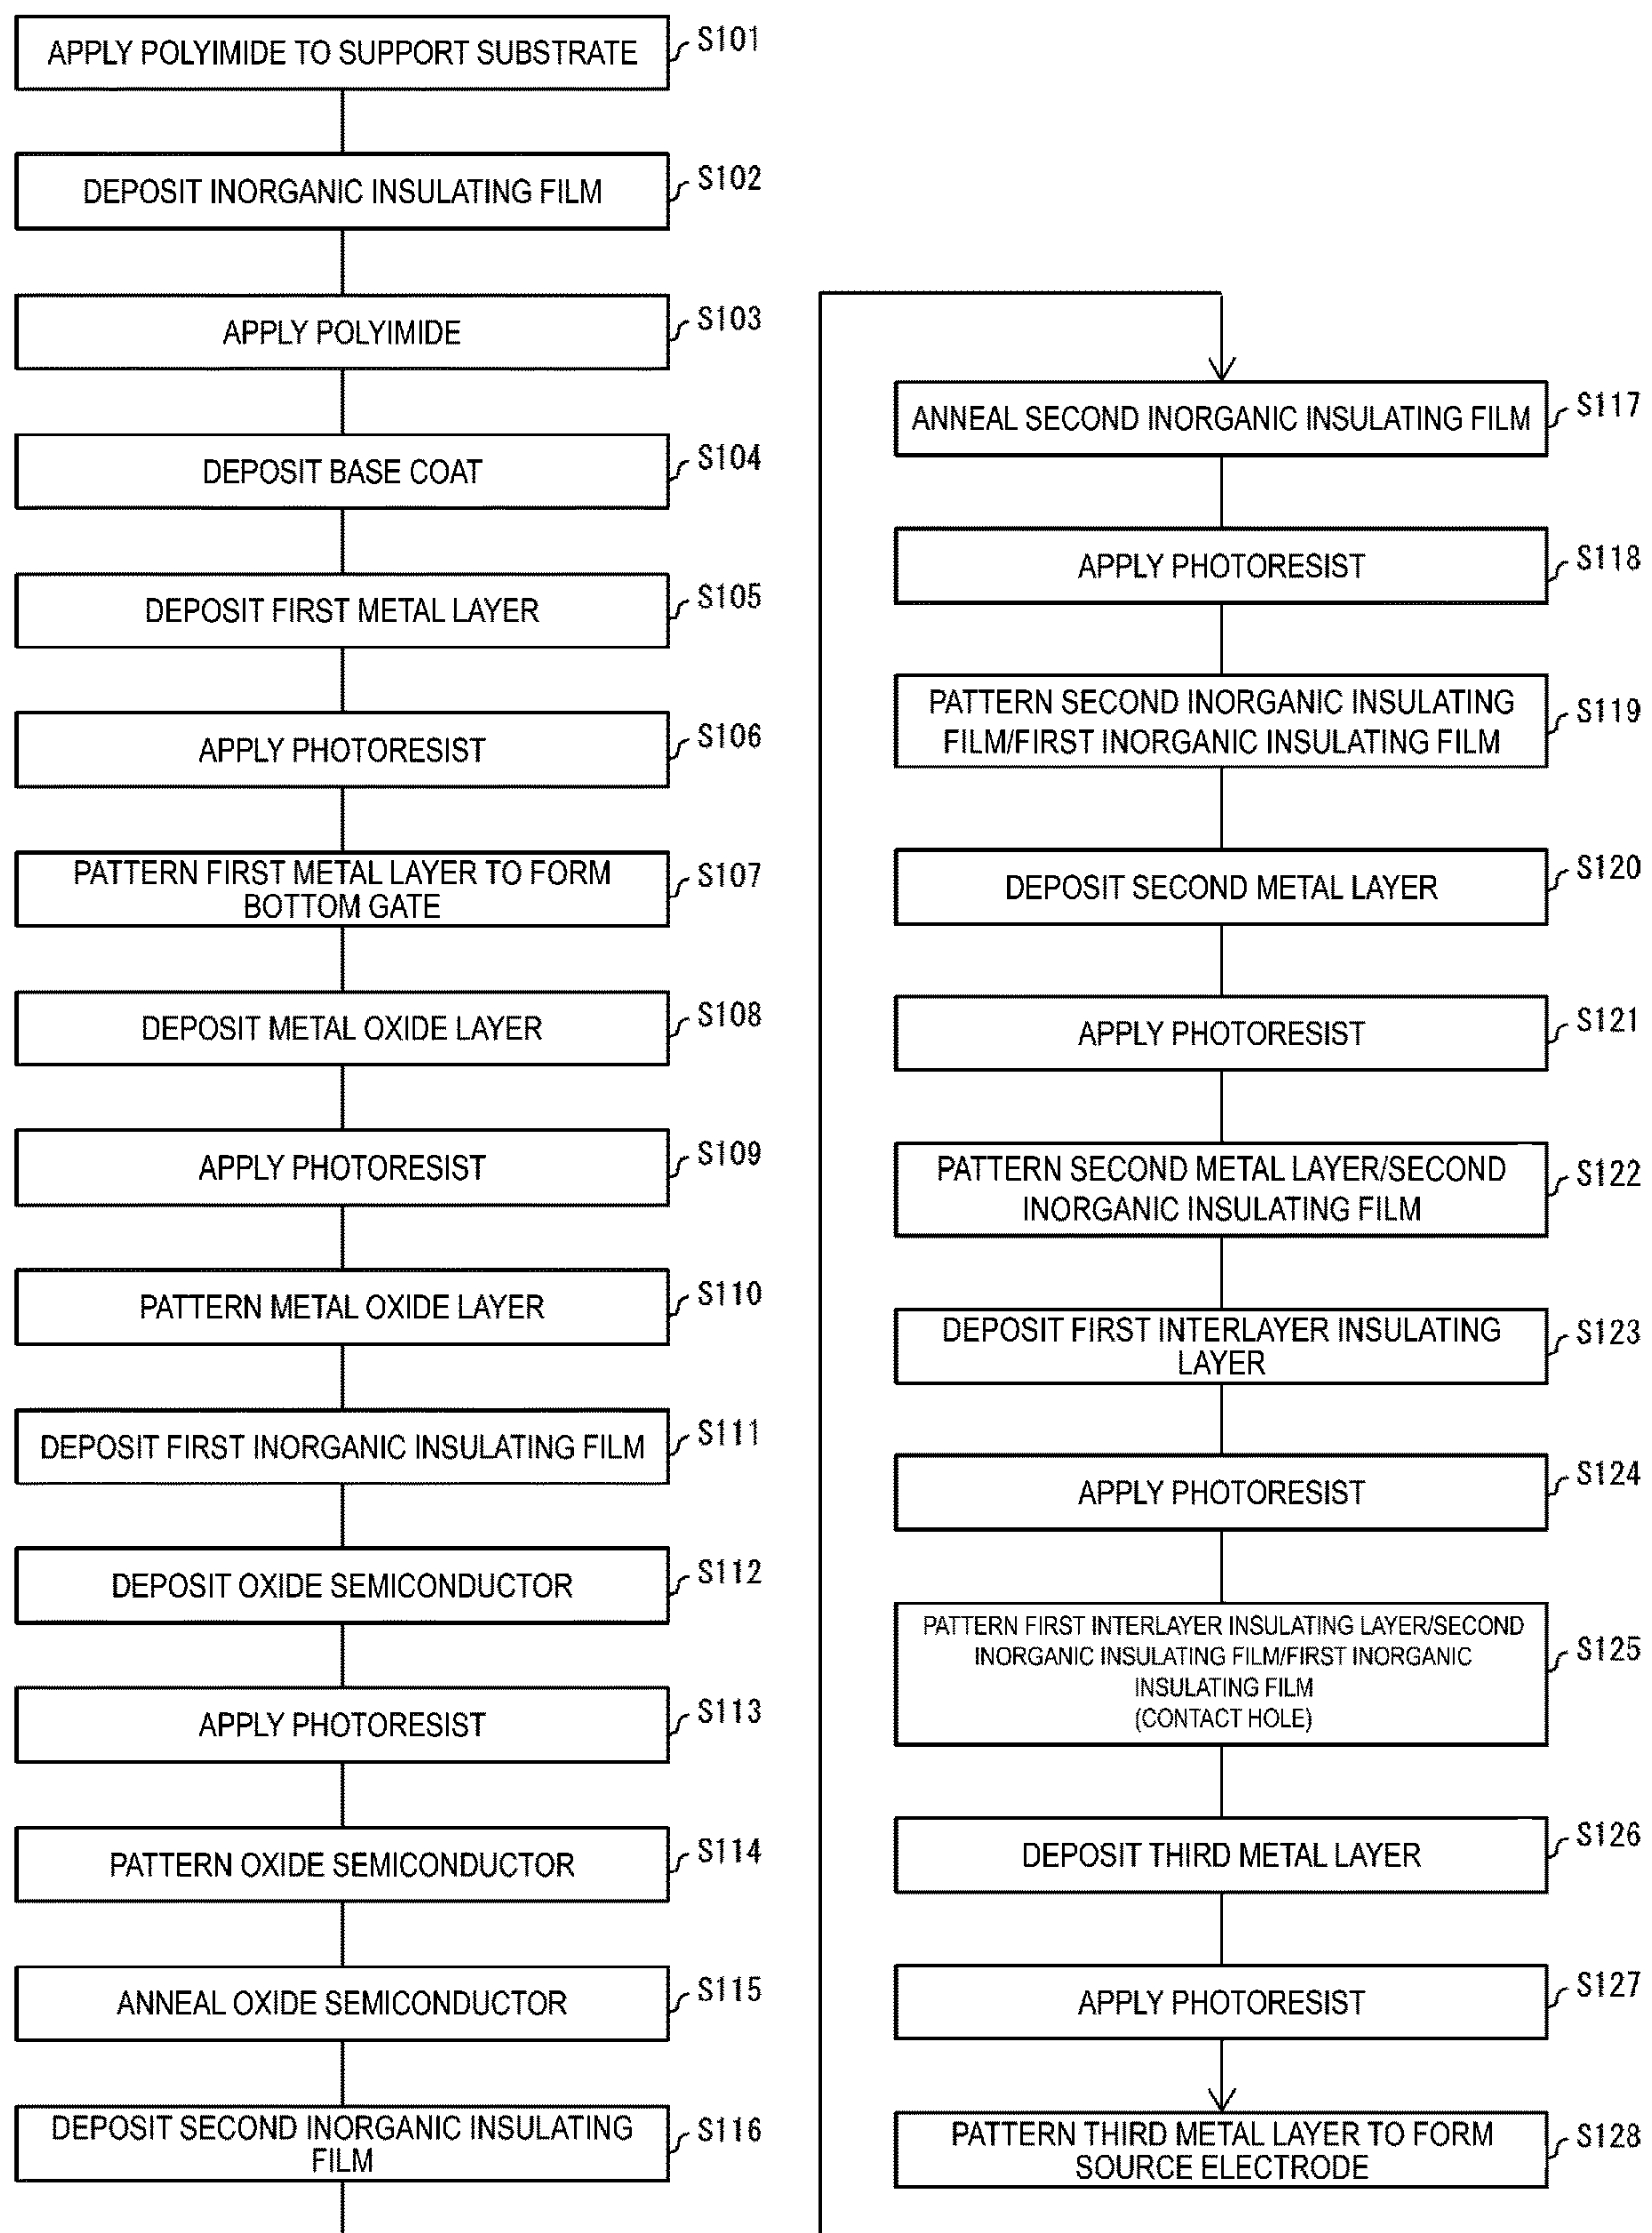 APPLY POLYIMIDE TO SUPPORT SUBSTRATE
S101
DEPOSIT INORGANIC INSULATING FILM
S102
APPLY POLYIMIDE
S103
DEPOSIT BASE COAT
S104
DEPOSIT FIRST METAL LAYER
S105
APPLY PHOTORESIST
S106
PATTERN FIRST METAL LAYER TO FORM
BOTTOM GATE
S107
DEPOSIT METAL OXIDE LAYER
S108
APPLY PHOTORESIST
S109
PATTERN METAL OXIDE LAYER
S110
DEPOSIT FIRST INORGANIC INSULATING FILM
S111
DEPOSIT OXIDE SEMICONDUCTOR
S112
APPLY PHOTORESIST
S113
PATTERN OXIDE SEMICONDUCTOR
S114
ANNEAL OXIDE SEMICONDUCTOR
S115
DEPOSIT SECOND INORGANIC INSULATING
FILM
S116
ANNEAL SECOND INORGANIC INSULATING FILM
S117
APPLY PHOTORESIST
S118
PATTERN SECOND INORGANIC INSULATING
FILM/FIRST INORGANIC INSULATING FILM
S119
DEPOSIT SECOND METAL LAYER
S120
APPLY PHOTORESIST
S121
PATTERN SECOND METAL LAYER/SECOND
INORGANIC INSULATING FILM
S122
DEPOSIT FIRST INTERLAYER INSULATING
LAYER
S123
APPLY PHOTORESIST
S124
PATTERN FIRST INTERLAYER INSULATING LAYER/SECOND
INORGANIC INSULATING FILM/FIRST INORGANIC
INSULATING FILM
(CONTACT HOLE)
S125
DEPOSIT THIRD METAL LAYER
S126
APPLY PHOTORESIST
S127
PATTERN THIRD METAL LAYER TO FORM
SOURCE ELECTRODE
S128